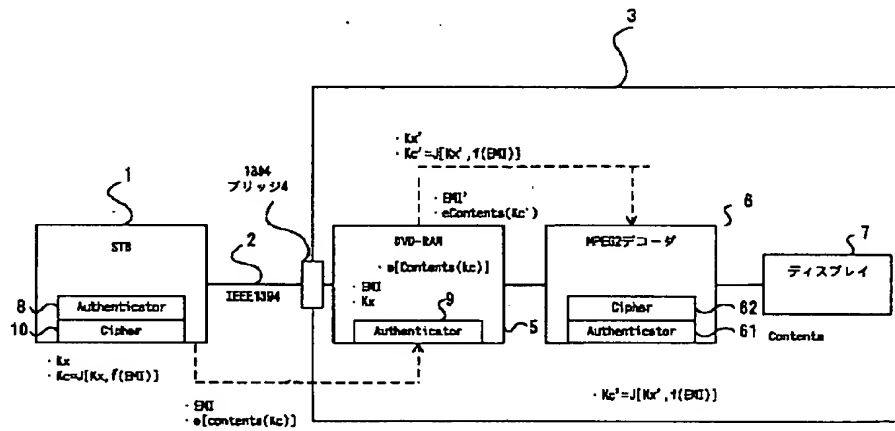 3
・Kx'
・Kc'=J[Kx',f(EMI)]
1394
ブリッジ4
1
・EMI'
・eContents(Kc')
6
STB
2
DVD-RAM
MPEG2デコーダ
7
・e[Contents(Kc)]
・EMI
・Kx
ディスプレイ
IEEE1394
8
Authenticator
10
Cipher
9
Authenticator
5
Cipher
62
Authenticator
61
Contents
・Kx
・Kc=J[Kx,f(EMI)]
・EMI
・e[contents(Kc)]
・Kc'=J[Kx',f(EMI)]